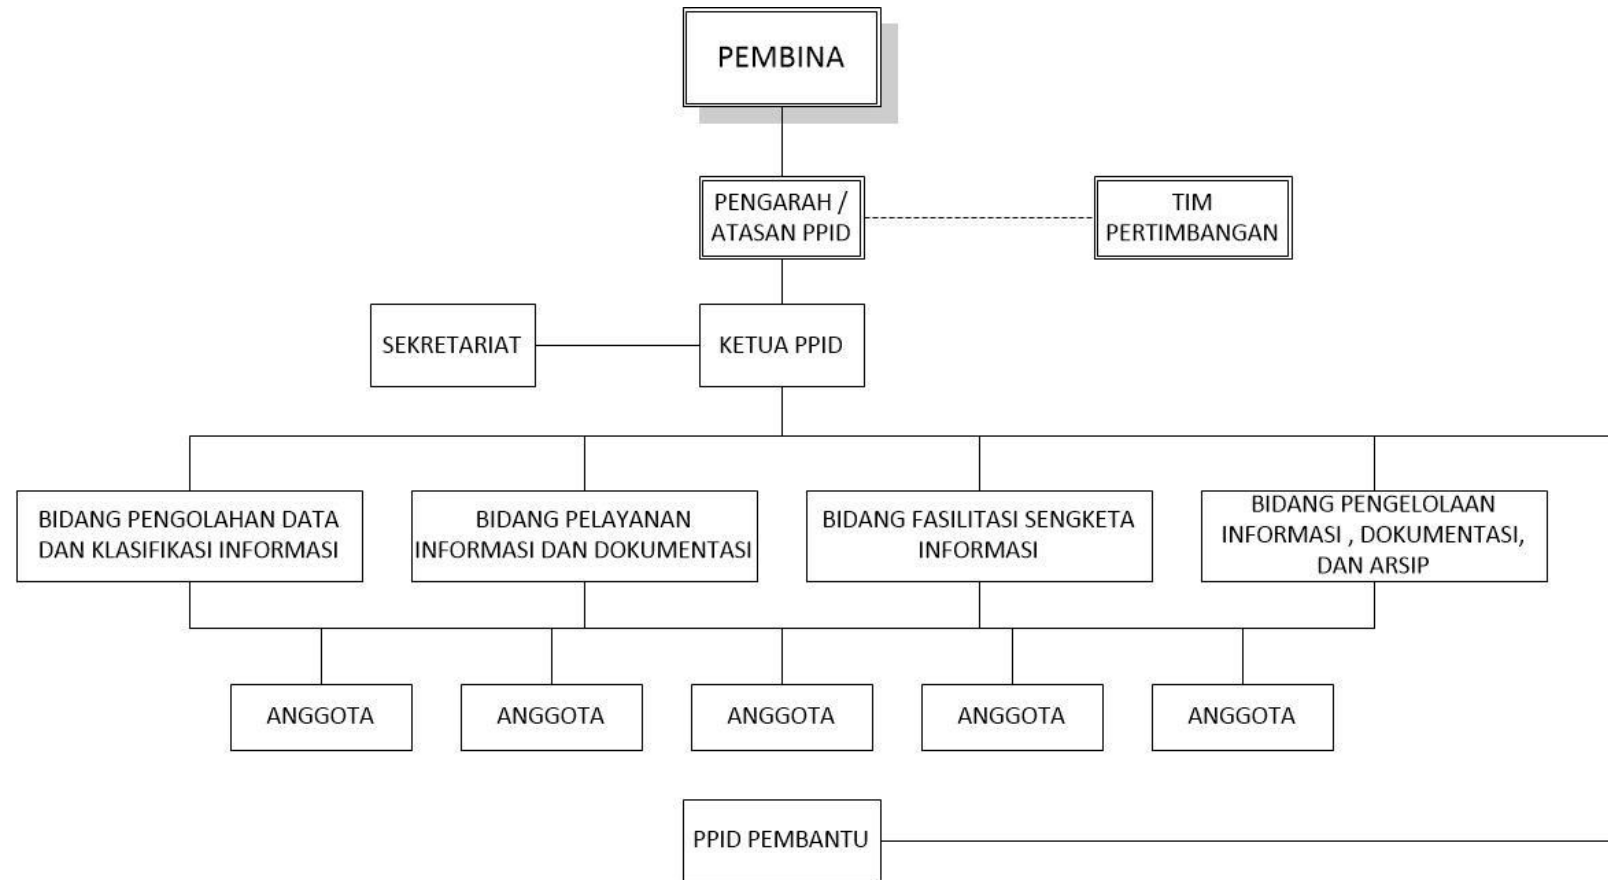 PEMBINA
PENGARAH /
ATASAN PPID
TIM
PERTIMBANGAN
SEKRETARIAT
KETUA PPID
BIDANG PENGOLAHAN DATA
DAN KLASIFIKASI INFORMASI
BIDANG PELAYANAN
INFORMASI DAN DOKUMENTASI
BIDANG FASILITASI SENGKETA
INFORMASI
BIDANG PENGELOLAAN
INFORMASI , DOKUMENTASI,
DAN ARSIP
ANGGOTA
ANGGOTA
ANGGOTA
ANGGOTA
ANGGOTA
PPID PEMBANTU